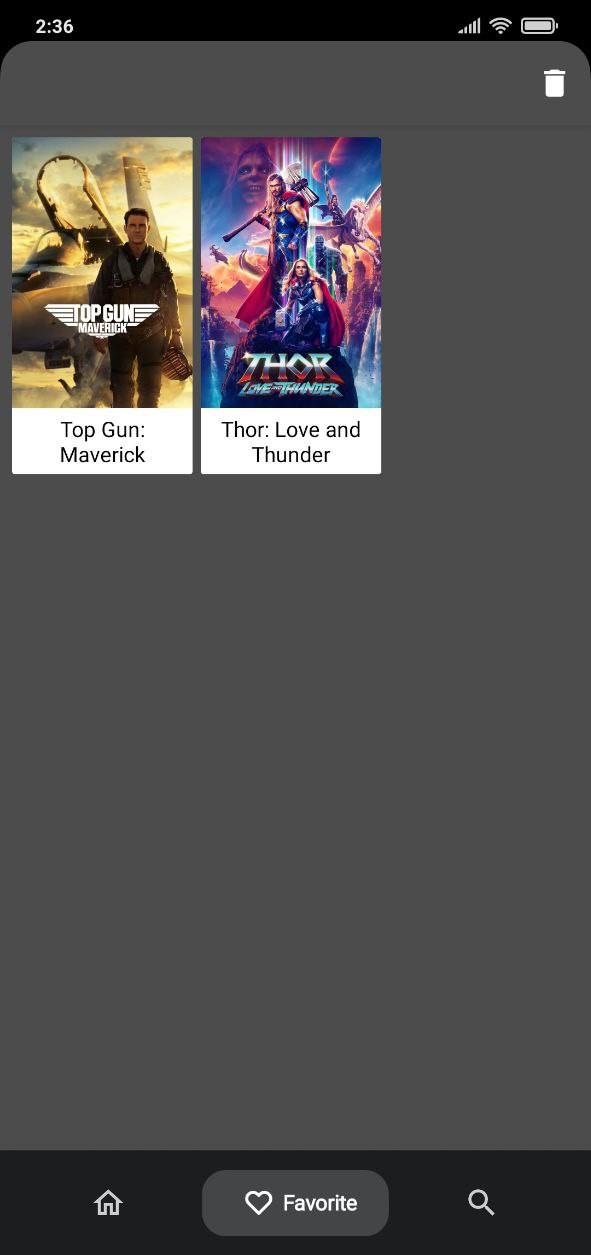 2:36
TOP GUN
MAVERICK
THOR
LOVE AND THUNDER
Top Gun:
Maverick
Thor: Love and
Thunder
Favorite